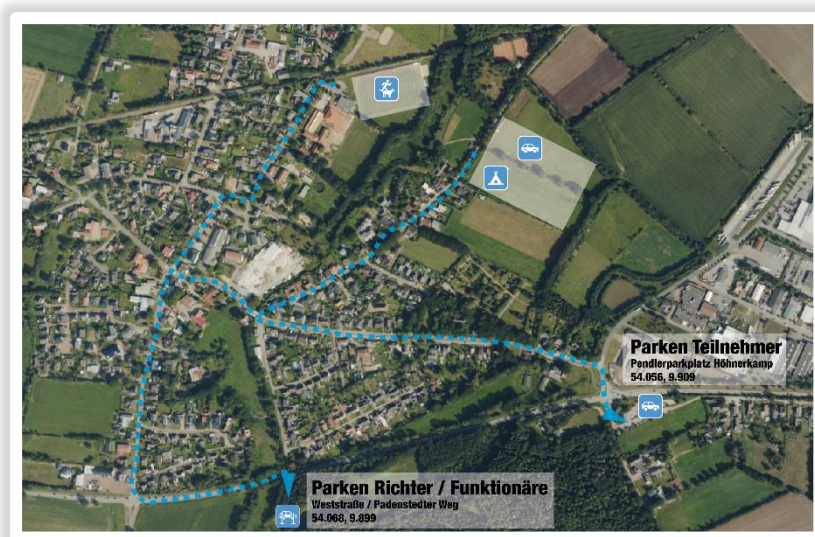 Parken Teilnehmer
Pendlerparkplatz Höhnerkamp
54.056, 9.909
Parken Richter / Funktionäre
Weststraße / Padenstedter Weg
54.068, 9.899